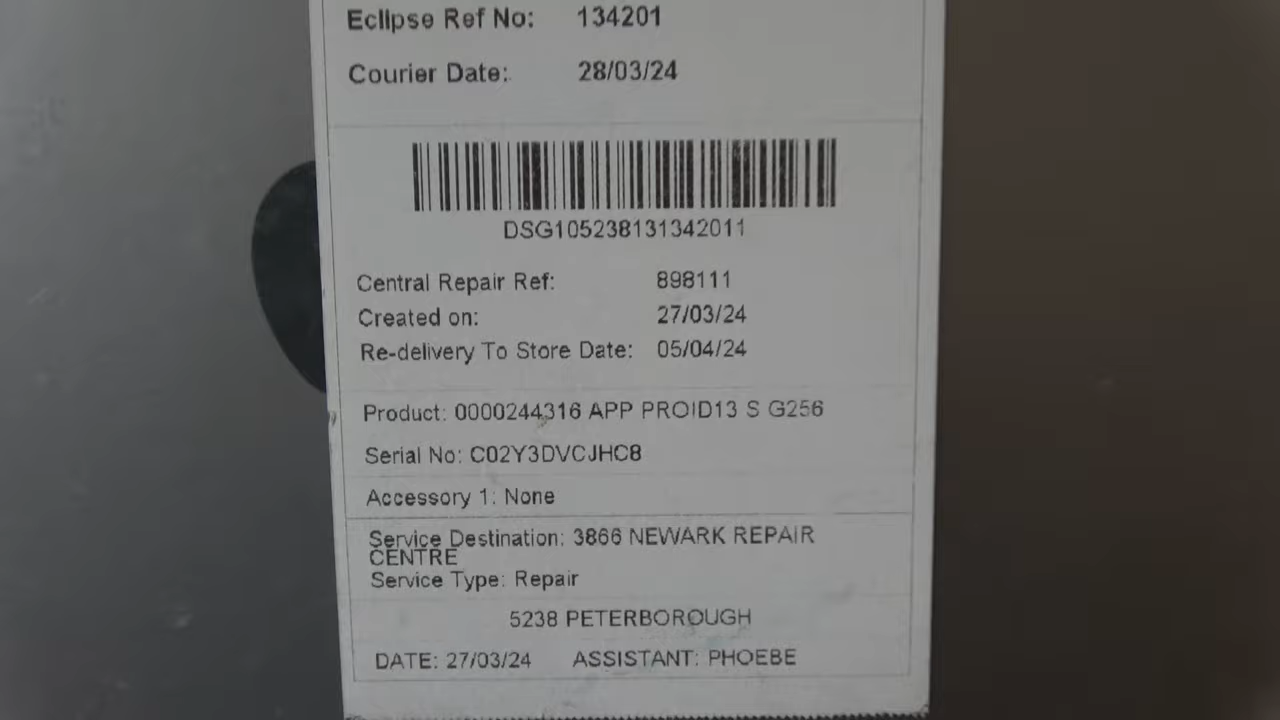 Eclipse Ref No: 134201
Courier Date: 28/03/24
DSG105238131342011
Central Repair Ref: 898111
Created on: 27/03/24
Re-delivery To Store Date: 05/04/24
Product: 0000244316 APP PROID13 S G256
Serial No: C02Y3DVCJHC8
Accessory 1: None
Service Destination: 3866 NEWARK REPAIR
CENTRE
Service Type: Repair
5238 PETERBOROUGH
DATE: 27/03/24 ASSISTANT: PHOEBE